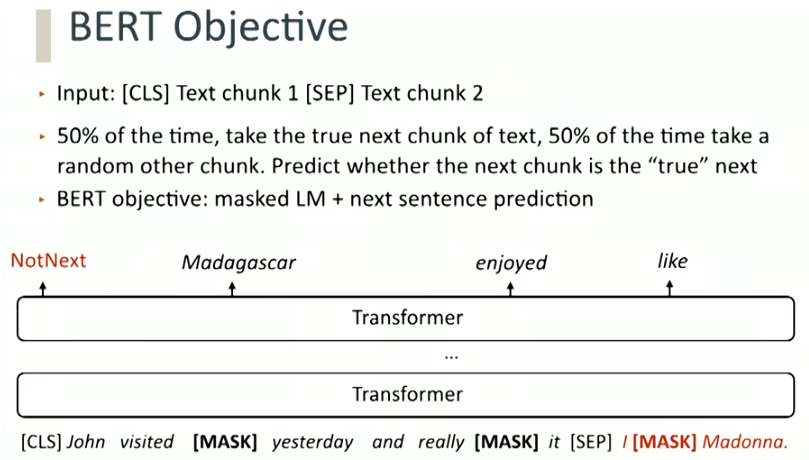 BERT Objective
▸ Input: [CLS] Text chunk 1 [SEP] Text chunk 2
▸ 50% of the time, take the true next chunk of text, 50% of the time take a
random other chunk. Predict whether the next chunk is the “true” next
▸ BERT objective: masked LM + next sentence prediction
NotNext Madagascar enjoyed like
Transformer
...
Transformer
[CLS] John visited [MASK] yesterday and really [MASK] it [SEP] I [MASK] Madonna.